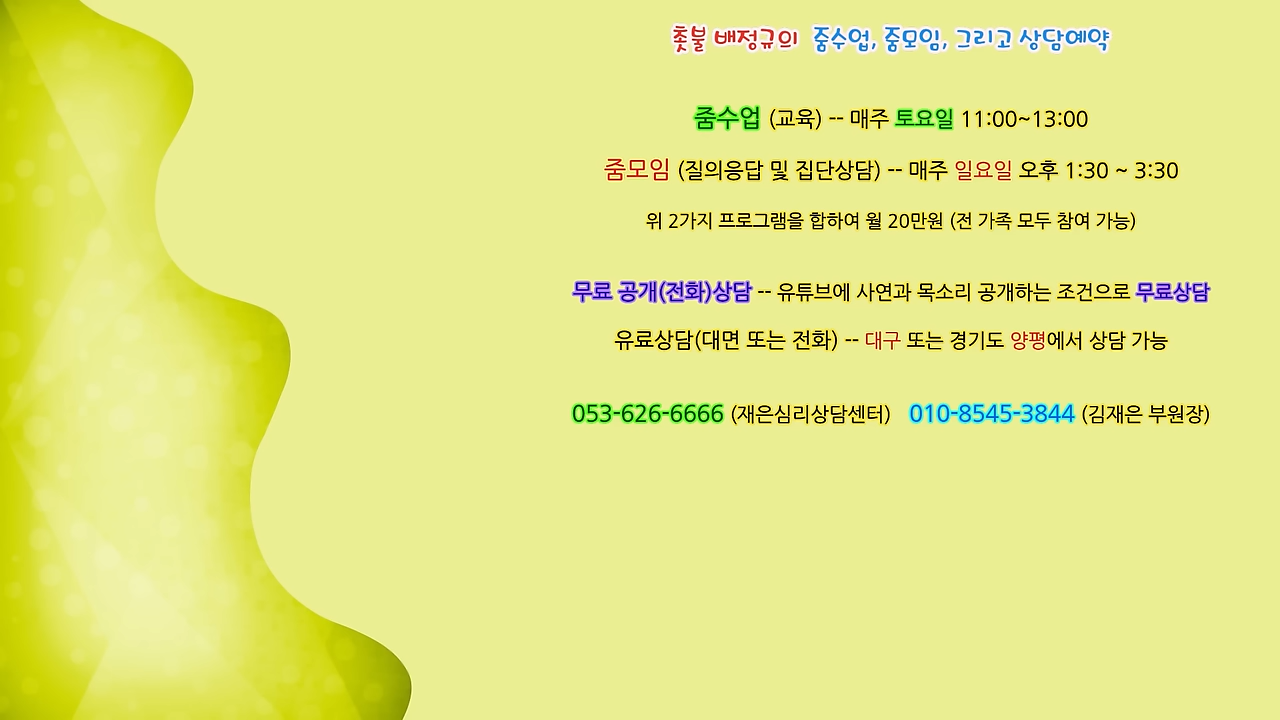 촛불 배정규의 줌수업, 줌모임, 그리고 상담예약
줌수업 (교육) -- 매주 토요일 11:00~13:00
줌모임 (질의응답 및 집단상담) -- 매주 일요일 오후 1:30 ~ 3:30
위 2가지 프로그램을 합하여 월 20만원 (전 가족 모두 참여 가능)
무료 공개(전화)상담 -- 유튜브에 사연과 목소리 공개하는 조건으로 무료상담
유료상담(대면 또는 전화) -- 대구 또는 경기도 양평에서 상담 가능
053-626-6666 (재은심리상담센터) 010-8545-3844 (김재은 부원장)